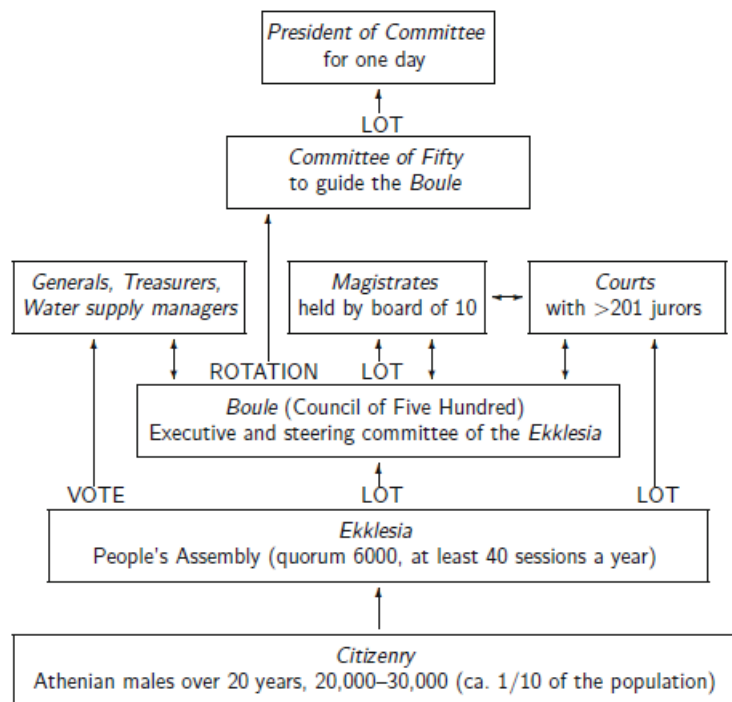 President of Committee
for one day
LOT
Committee of Fifty
to guide the Boule
Generals, Treasurers,
Water supply managers
Magistrates
held by board of 10
Courts
with >201 jurors
ROTATION
LOT
Boule (Council of Five Hundred)
Executive and steering committee of the Ekklesia
VOTE
LOT
LOT
Ekklesia
People's Assembly (quorum 6000, at least 40 sessions a year)
Citizenry
Athenian males over 20 years, 20,000–30,000 (ca. 1/10 of the population)